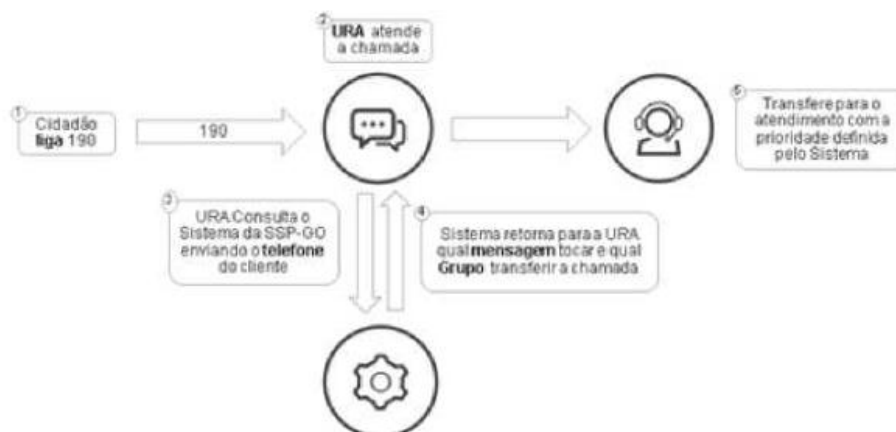 1
Cidadão
liga 190
190
2
URA atende
a chamada
3
URA Consulta o
Sistema da SSP-GO
enviando o telefone
do cliente
4
Sistema retorna para a URA
qual mensagem tocar e qual
Grupo transferir a chamada
5
Transfere para o
atendimento com a
prioridade definida
pelo Sistema